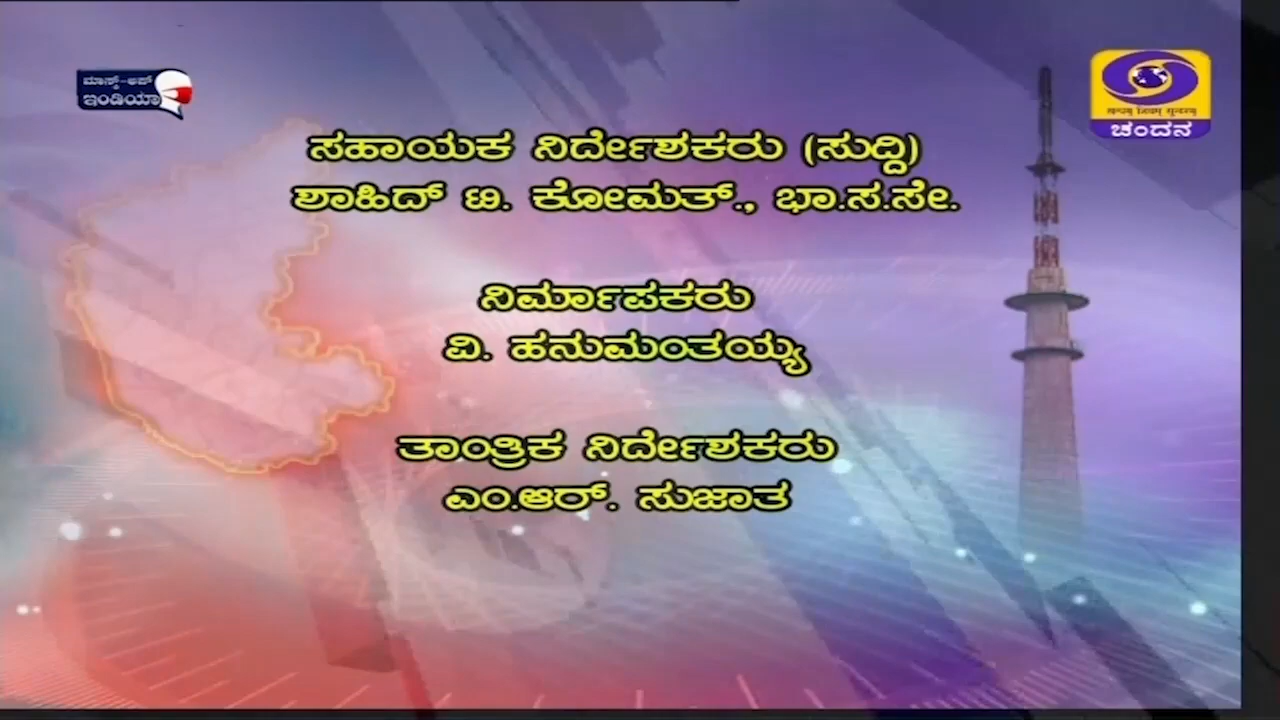 ಮಾಸ್ಕ್-ಅಪ್
ಇಂಡಿಯಾ
ಚಂದನ
ಸಹಾಯಕ ನಿರ್ದೇಶಕರು (ಸುದ್ದಿ)
ಶಾಹಿದ್ ಟಿ. ಕೋಮತ್., ಭಾ.ಸ.ಸೇ.
ನಿರ್ಮಾಪಕರು
ವಿ. ಹನುಮಂತಯ್ಯ
ತಾಂತ್ರಿಕ ನಿರ್ದೇಶಕರು
ಎಂ.ಆರ್. ಸುಜಾತ